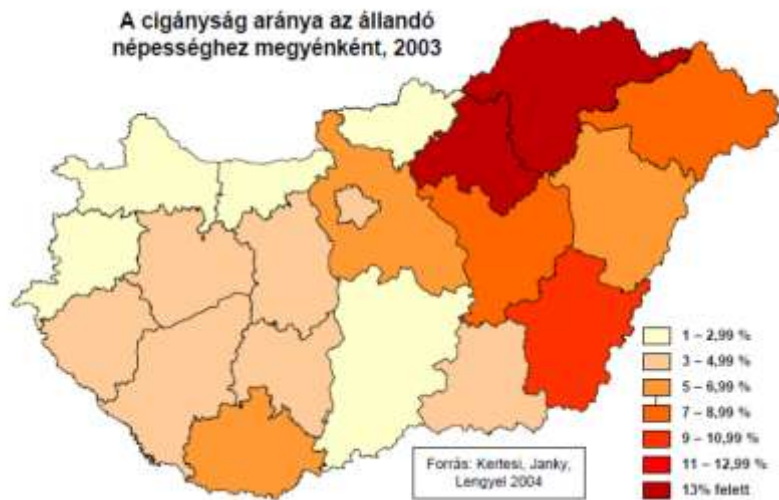 A cigányság aránya az állandó
népességhez megyénként, 2003
1 – 2,99 %
3 – 4,99 %
5 – 6,99 %
7 – 8,99 %
9 – 10,99 %
11 – 12,99 %
13% felett
Forrás: Kertesi, Janky,
Lengyel 2004